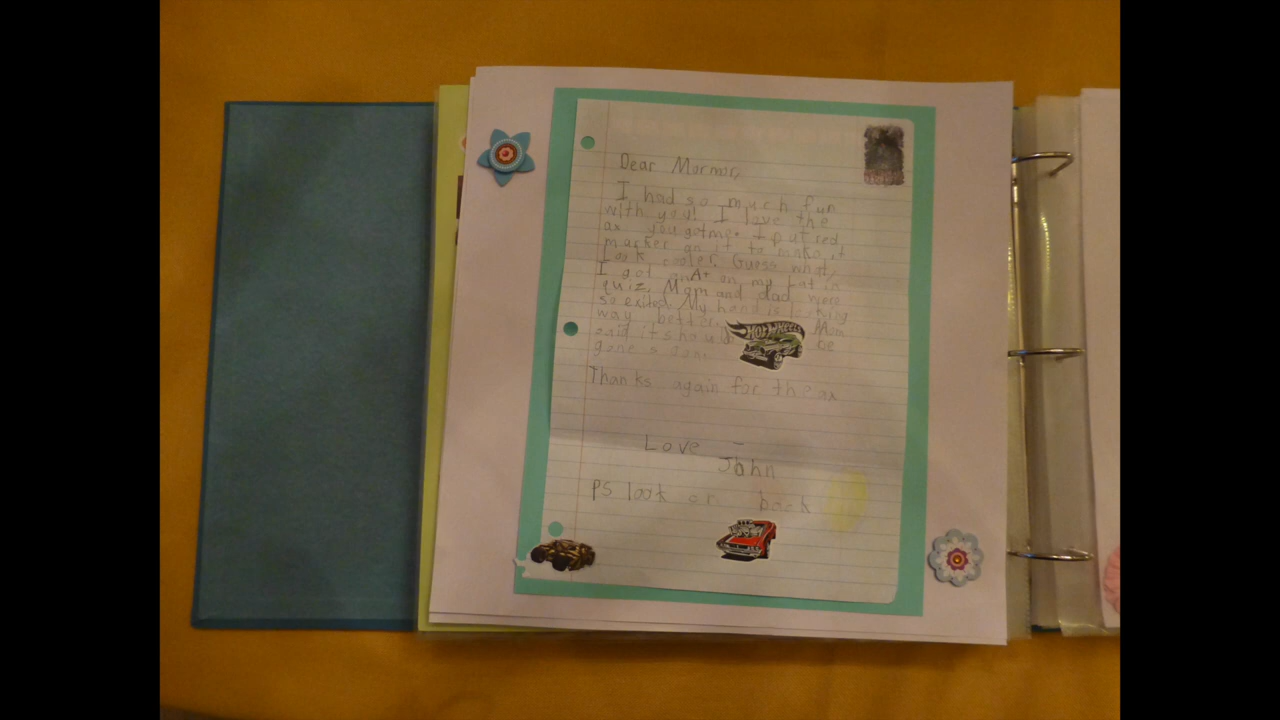 Dear Mormor,
I had so much fun
with you! I love the
ax you got me. I put red
marker on it to make it
look cooler. Guess what,
I got an A+ on my Latin
quiz. Mom and dad were
so exited. My hand is looking
way better. Mom
said it should be
gone soon.
HOT WHEELS
Thanks again for the ax
Love
John
PS look on back